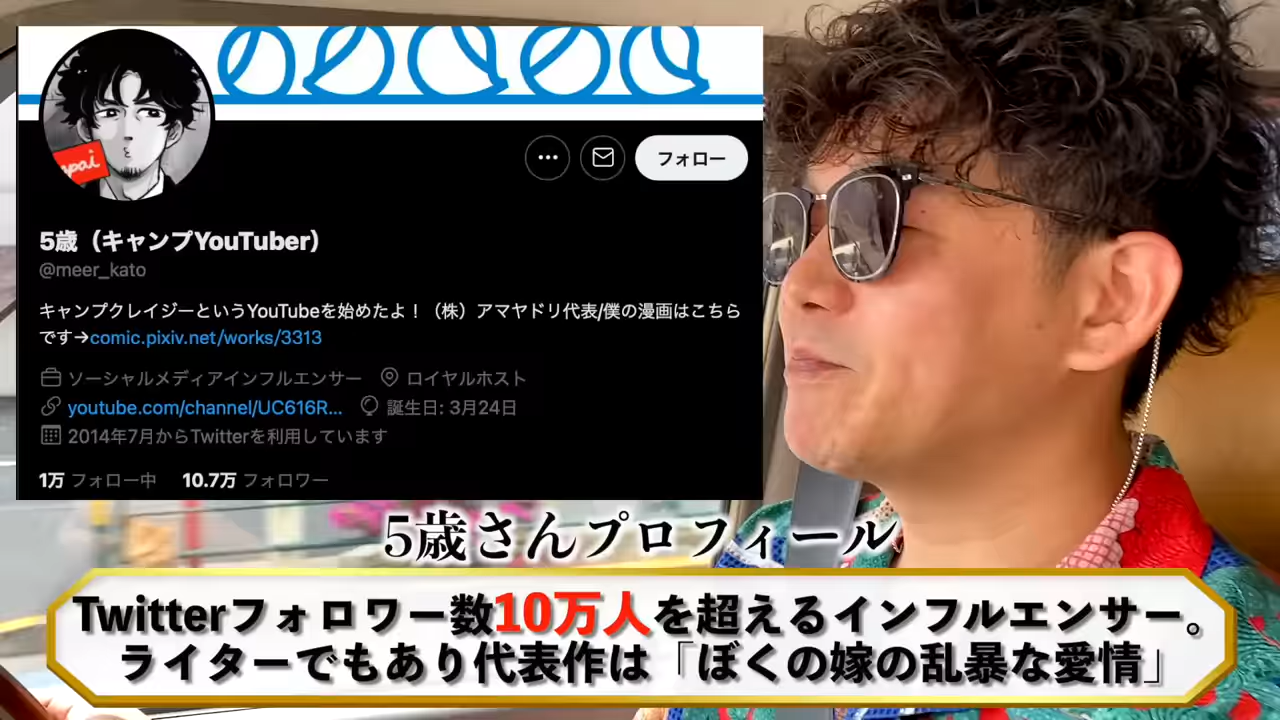 pai
フォロー
5歳（キャンプYouTuber）
@meer_kato
キャンプクレイジーというYouTubeを始めたよ！（株）アマヤドリ代表/僕の漫画はこちら
です→comic.pixiv.net/works/3313
ソーシャルメディアインフルエンサー ロイヤルホスト
youtube.com/channel/UC616R... 誕生日: 3月24日
2014年7月からTwitterを利用しています
1万 フォロー中 10.7万 フォロワー
5歳さんプロフィール
Twitterフォロワー数10万人を超えるインフルエンサー。
ライターでもあり代表作は「ぼくの嫁の乱暴な愛情」